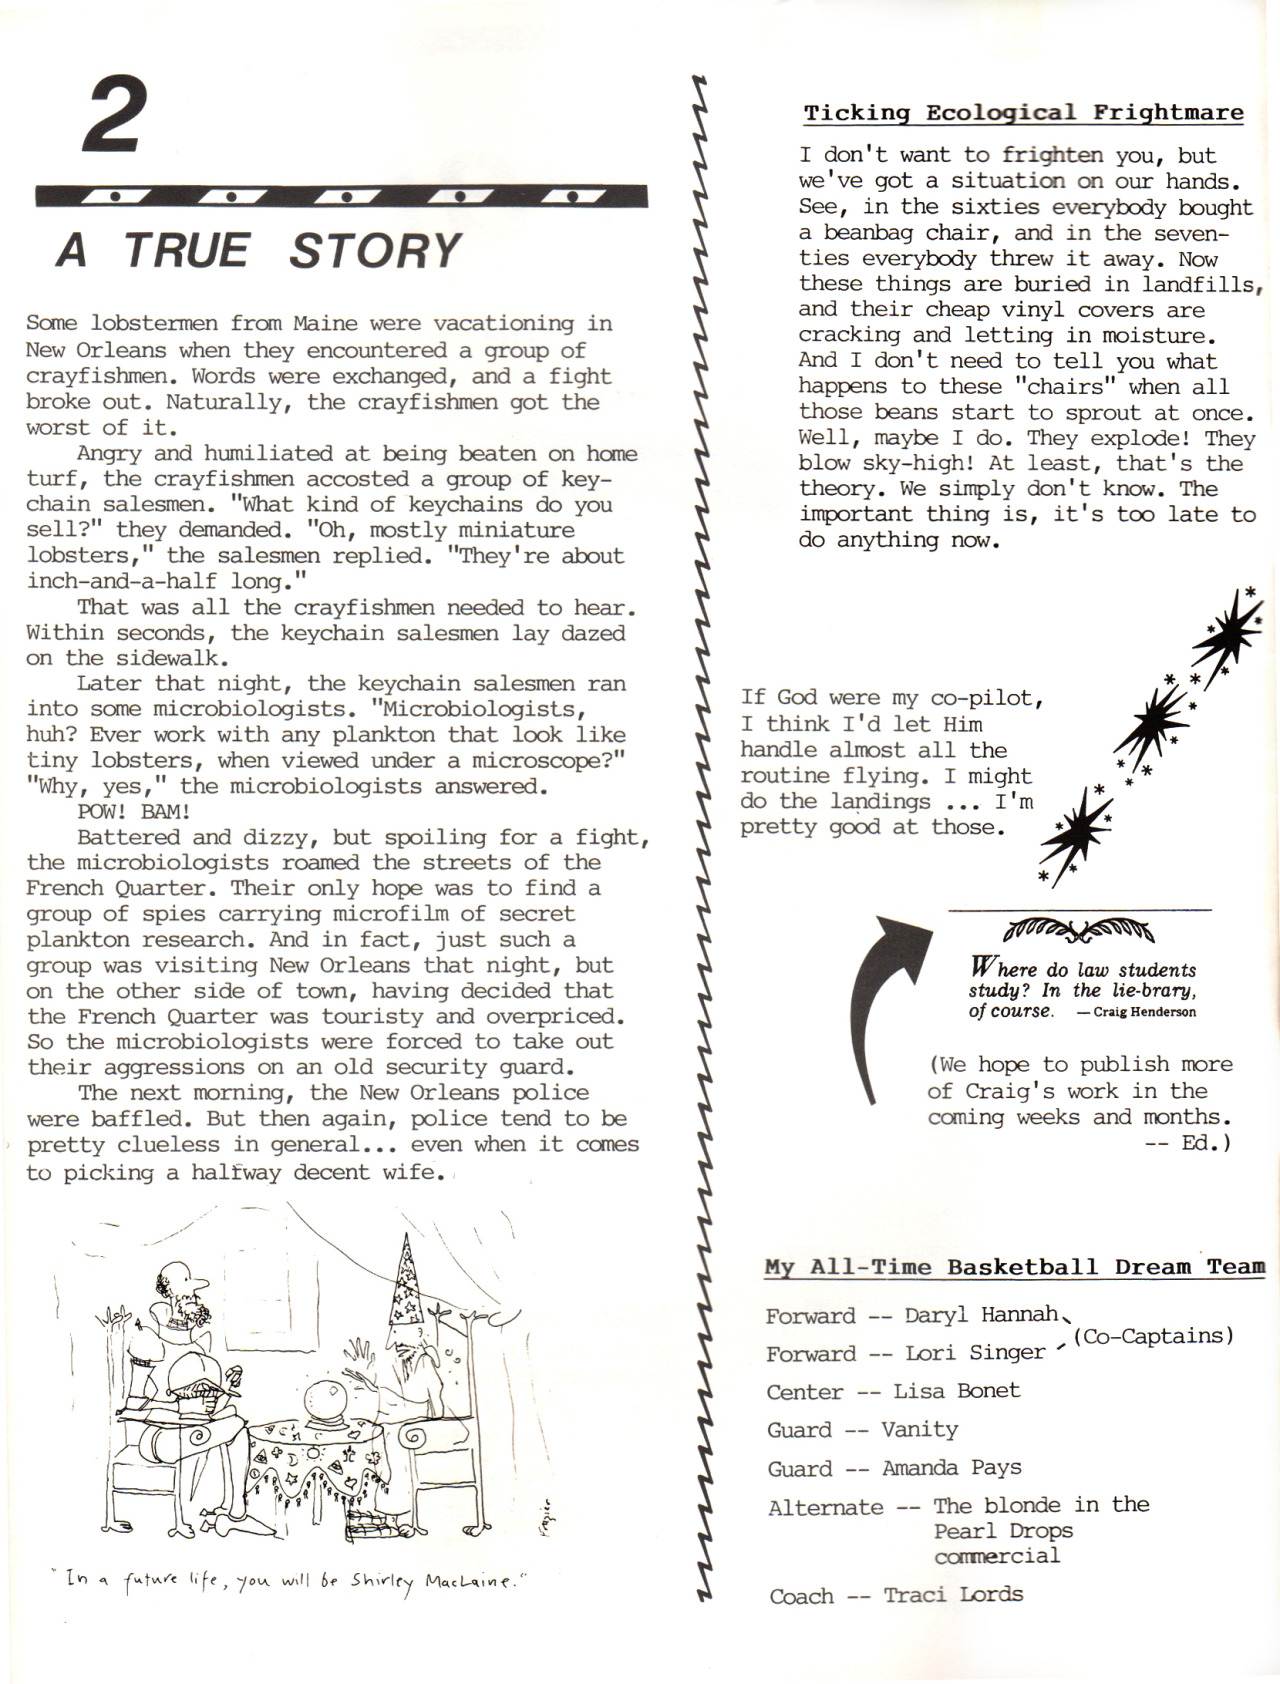 2
A TRUE STORY
Some lobstermen from Maine were vacationing in
New Orleans when they encountered a group of
crayfishmen. Words were exchanged, and a fight
broke out. Naturally, the crayfishmen got the
worst of it.
Angry and humiliated at being beaten on home
turf, the crayfishmen accosted a group of key-
chain salesmen. "What kind of keychains do you
sell?" they demanded. "Oh, mostly miniature
lobsters," the salesmen replied. "They're about
inch-and-a-half long."
That was all the crayfishmen needed to hear.
Within seconds, the keychain salesmen lay dazed
on the sidewalk.
Later that night, the keychain salesmen ran
into some microbiologists. "Microbiologists,
huh? Ever work with any plankton that look like
tiny lobsters, when viewed under a microscope?"
"Why, yes," the microbiologists answered.
POW! BAM!
Battered and dizzy, but spoiling for a fight,
the microbiologists roamed the streets of the
French Quarter. Their only hope was to find a
group of spies carrying microfilm of secret
plankton research. And in fact, just such a
group was visiting New Orleans that night, but
on the other side of town, having decided that
the French Quarter was touristy and overpriced.
So the microbiologists were forced to take out
their aggressions on an old security guard.
The next morning, the New Orleans police
were baffled. But then again, police tend to be
pretty clueless in general... even when it comes
to picking a halfway decent wife.
Frazier
"In a future life, you will be Shirley MacLaine."
Ticking Ecological Frightmare
I don't want to frighten you, but
we've got a situation on our hands.
See, in the sixties everybody bought
a beanbag chair, and in the seven-
ties everybody threw it away. Now
these things are buried in landfills,
and their cheap vinyl covers are
cracking and letting in moisture.
And I don't need to tell you what
happens to these "chairs" when all
those beans start to sprout at once.
Well, maybe I do. They explode! They
blow sky-high! At least, that's the
theory. We simply don't know. The
important thing is, it's too late to
do anything now.
If God were my co-pilot,
I think I'd let Him
handle almost all the
routine flying. I might
do the landings ... I'm
pretty good at those.
Where do law students
study? In the lie-brary,
of course. — Craig Henderson
(We hope to publish more
of Craig's work in the
coming weeks and months.
-- Ed.)
My All-Time Basketball Dream Team
Forward -- Daryl Hannah
(Co-Captains)
Forward -- Lori Singer
Center -- Lisa Bonet
Guard -- Vanity
Guard -- Amanda Pays
Alternate -- The blonde in the
Pearl Drops
commercial
Coach -- Traci Lords